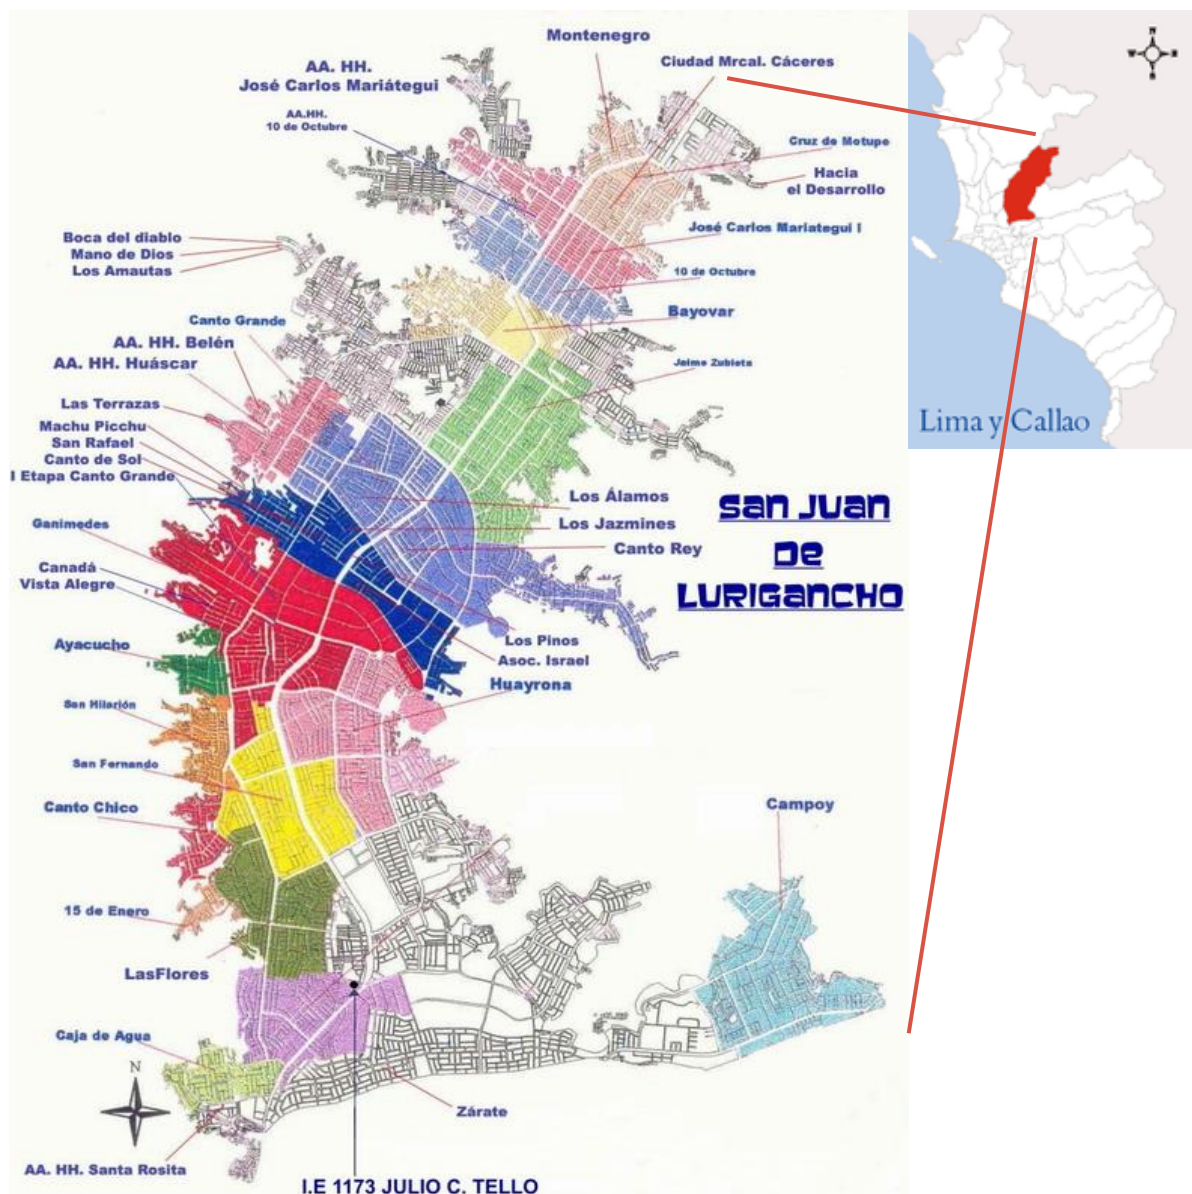 Montenegro
AA. HH.
José Carlos Mariátegui
Ciudad Mrcal. Cáceres
AA.HH.
10 de Octubre
Cruz de Motupe
Hacia
el Desarrollo
José Carlos Mariategui I
Boca del diablo
Mano de Dios
Los Amautas
10 de Octubre
Bayovar
Canto Grande
AA. HH. Belén
AA. HH. Huáscar
Jaime Zubieta
Las Terrazas
Machu Picchu
San Rafael
Canto de Sol
I Etapa Canto Grande
Los Álamos
Ganimedes
Los Jazmines
Canto Rey
Canadá
Vista Alegre
Los Pinos
Ayacucho
Asoc. Israel
Huayrona
San Hilarión
San Fernando
Canto Chico
Campoy
15 de Enero
LasFlores
Caja de Agua
N
Zárate
AA. HH. Santa Rosita
I.E 1173 JULIO C. TELLO
SAN JUAN
DE
LURIGANCHO
N
W
E
S
Lima y Callao